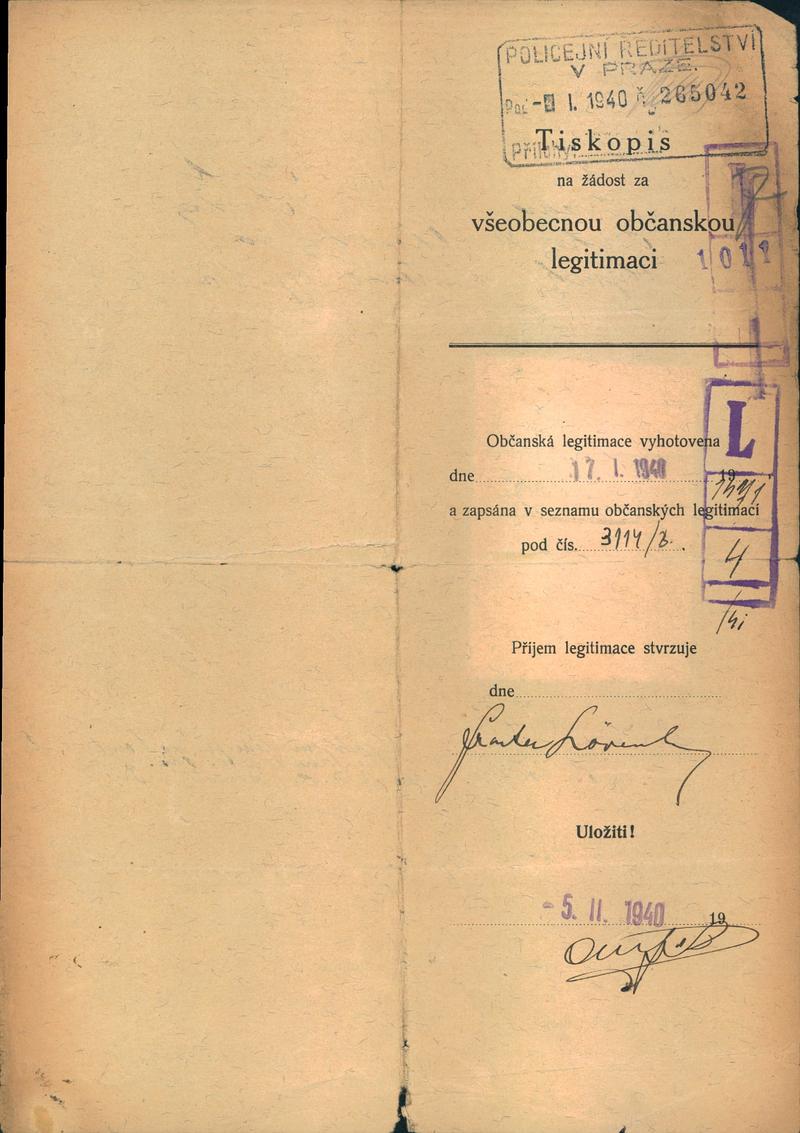 POLICEJNÍ ŘEDITELSTVÍ
V PRAZE.
I. 1940 č. 265042
Přílohy
Tiskopis
na žádost za
všeobecnou občanskou
legitimaci
1011
L
Občanská legitimace vyhotovena
dne 17. I. 1940 19
a zapsána v seznamu občanských legitimací
pod čís. 3114/
4
Příjem legitimace stvrzuje
dne
Uložiti!
- 5. II. 1940 19